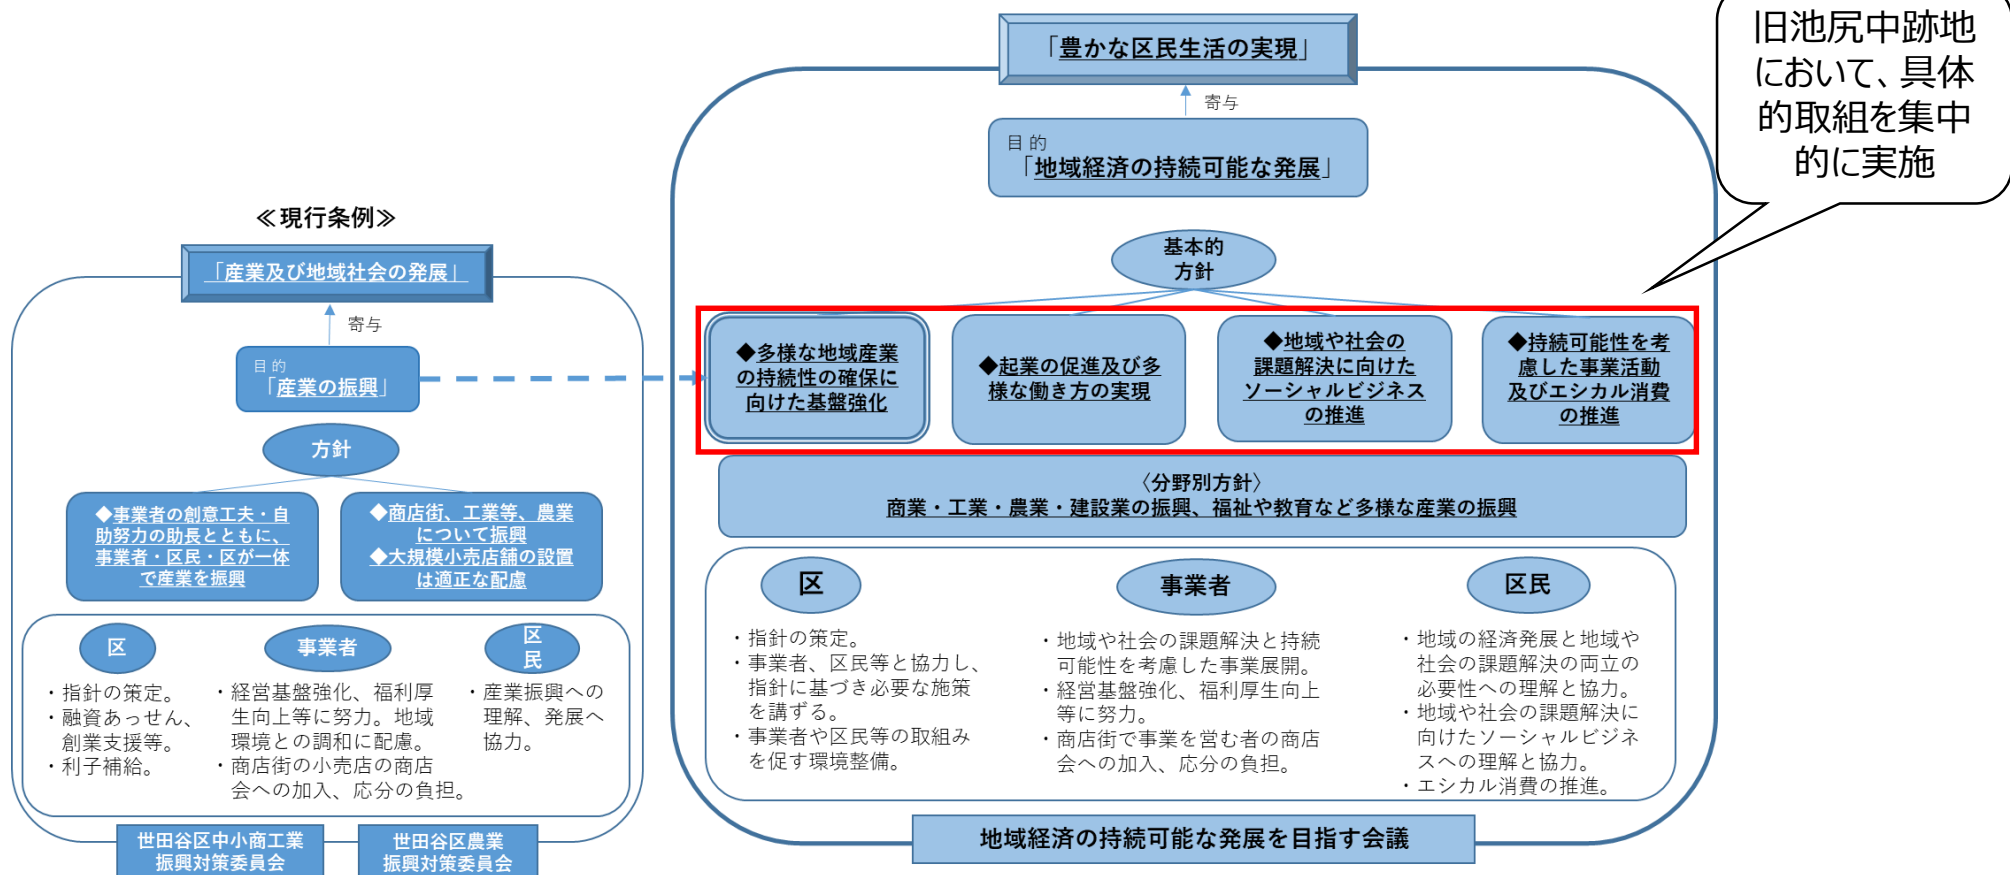 ≪現行条例≫
「産業及び地域社会の発展」
寄与
目的
「産業の振興」
方針
◆事業者の創意工夫・自
助努力の助長とともに、
事業者・区民・区が一体
で産業を振興
◆商店街、工業等、農業
について振興
◆大規模小売店舗の設置
は適正な配慮
区
・指針の策定。
・融資あっせん、
創業支援等。
・利子補給。
事業者
・経営基盤強化、福利厚
生向上等に努力。地域
環境との調和に配慮。
・商店街の小売店の商店
会への加入、応分の負担。
区
民
・産業振興への
理解、発展へ
協力。
世田谷区中小商工業
振興対策委員会
世田谷区農業
振興対策委員会
「豊かな区民生活の実現」
寄与
目的
「地域経済の持続可能な発展」
基本的
方針
◆多様な地域産業
の持続性の確保に
向けた基盤強化
◆起業の促進及び多
様な働き方の実現
◆地域や社会の
課題解決に向けた
ソーシャルビジネス
の推進
◆持続可能性を考
慮した事業活動
及びエシカル消費
の推進
〈分野別方針〉
商業・工業・農業・建設業の振興、福祉や教育など多様な産業の振興
区
・指針の策定。
・事業者、区民等と協力し、
指針に基づき必要な施策
を講ずる。
・事業者や区民等の取組み
を促す環境整備。
事業者
・地域や社会の課題解決と持続
可能性を考慮した事業展開。
・経営基盤強化、福利厚生向上
等に努力。
・商店街で事業を営む者の商店
会への加入、応分の負担。
区民
・地域の経済発展と地域や
社会の課題解決の両立の
必要性への理解と協力。
・地域や社会の課題解決に
向けたソーシャルビジネ
スへの理解と協力。
・エシカル消費の推進。
地域経済の持続可能な発展を目指す会議
旧池尻中跡地
において、具体
的取組を集中
的に実施